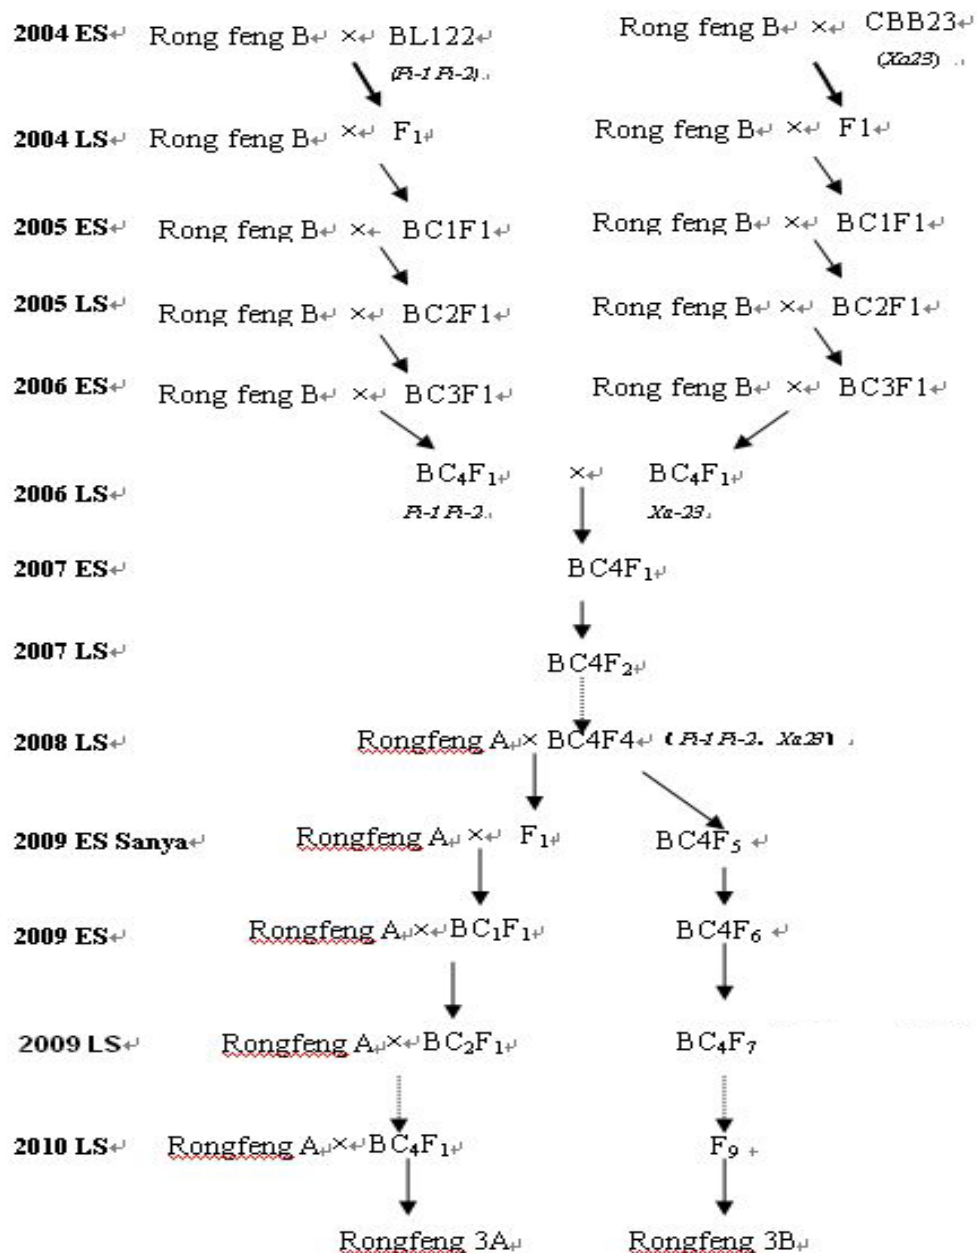 2004 ES↵ Rong feng B↵ ×↵ BL122↵ Rong feng B↵ ×↵ CBB23↵
(Pi-1 Pi-2) (Xa23)
2004 LS↵ Rong feng B↵ ×↵ F₁↵ Rong feng B↵ ×↵ F1↵
2005 ES↵ Rong feng B↵ ×↵ BC1F1↵ Rong feng B↵ ×↵ BC1F1↵
2005 LS↵ Rong feng B↵ ×↵ BC2F1↵ Rong feng B↵ ×↵ BC2F1↵
2006 ES↵ Rong feng B↵ ×↵ BC3F1↵ Rong feng B↵ ×↵ BC3F1↵
2006 LS↵ BC₄F₁↵ ×↵ BC₄F₁↵
Pi-1 Pi-2 Xa-23
2007 ES↵ BC4F₁↵
2007 LS↵ BC4F₂↵
2008 LS↵ Rongfeng A↵ × BC4F4↵ (Pi-1 Pi-2. Xa23)
2009 ES Sanya↵ Rongfeng A↵ ×↵ F₁↵ BC4F₅ ↵
2009 ES↵ Rongfeng A↵×↵BC₁F₁↵ BC4F₆ ↵
2009 LS↵ Rongfeng A↵×↵BC₂F₁↵ BC₄F₇
2010 LS↵ Rongfeng A↵×↵BC₄F₁↵ F₉ ↵
Rongfeng 3A↵ Rongfeng 3B↵